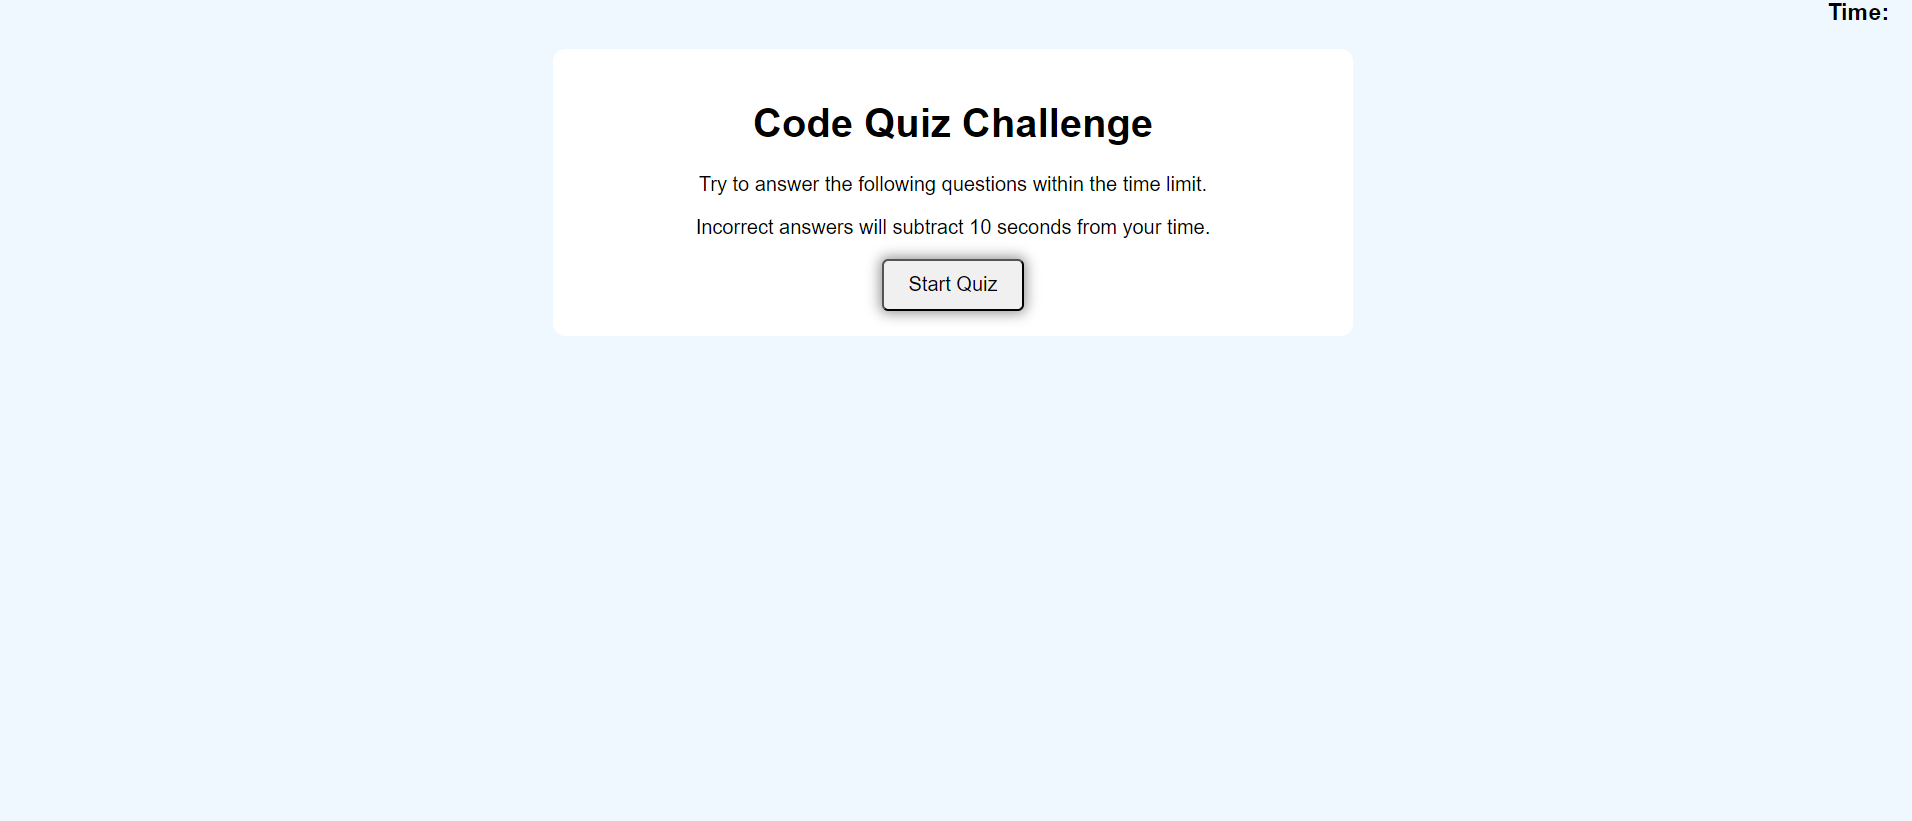 Time:
Code Quiz Challenge
Try to answer the following questions within the time limit.
Incorrect answers will subtract 10 seconds from your time.
Start Quiz